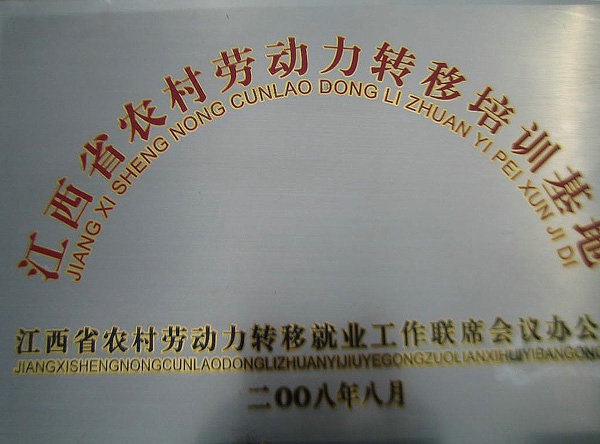 江西省农村劳动力转移培训基地
JIANG XI SHENG NONG CUNLAO DONG LI ZHUAN YI PEI XUN JI DI
江西省农村劳动力转移就业工作联席会议办公
JIANGXISHENGNONGCUNLAODONGLIZHUANYIJIUYEGONGZUOLIANXIHUIYIBANGONG
二00八年八月